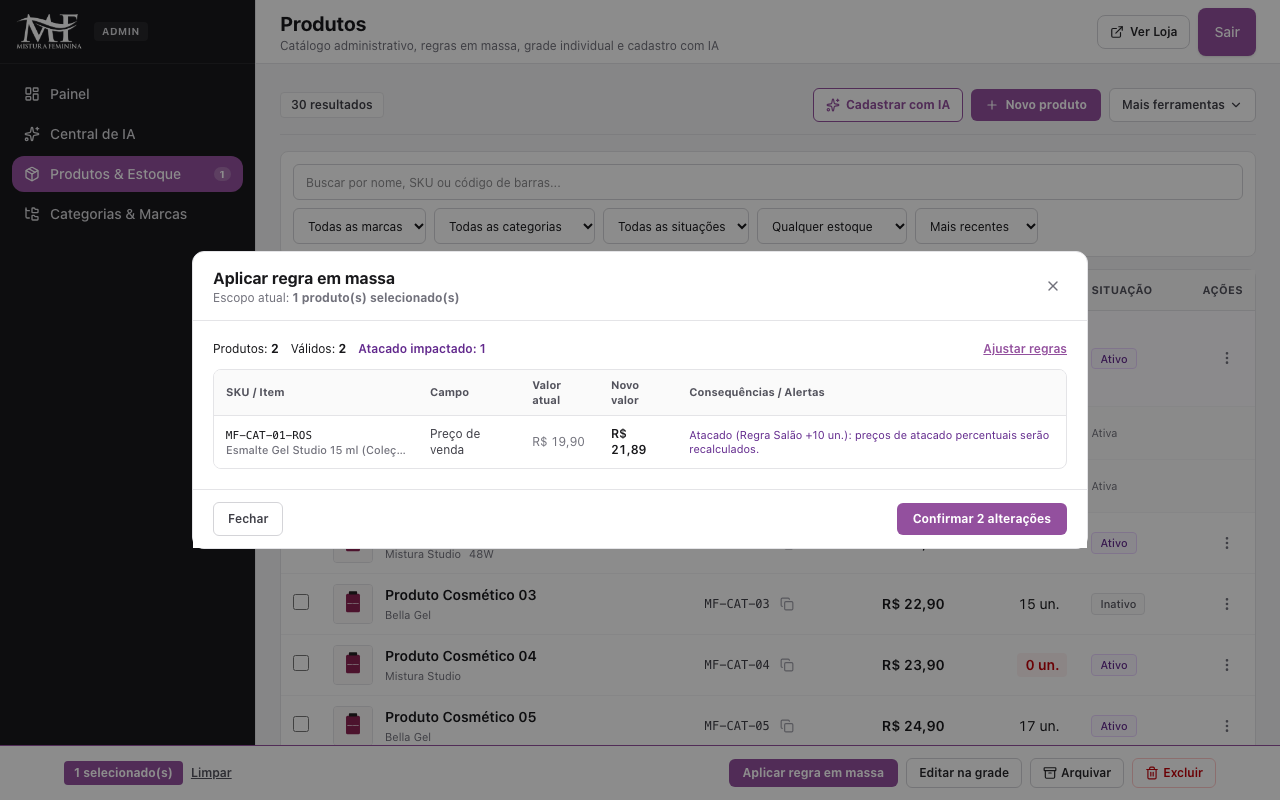 MF
MISTURA FEMININA
ADMIN
Produtos
Catálogo administrativo, regras em massa, grade individual e cadastro com IA
Ver Loja
Sair
Painel
Central de IA
Produtos & Estoque 1
Categorias & Marcas
30 resultados
Cadastrar com IA
Novo produto
Mais ferramentas
Buscar por nome, SKU ou código de barras...
Todas as marcas
Todas as categorias
Todas as situações
Qualquer estoque
Mais recentes
SITUAÇÃO
AÇÕES
Ativo
Ativa
Ativa
Aplicar regra em massa
Escopo atual: 1 produto(s) selecionado(s)
Produtos: 2 Válidos: 2 Atacado impactado: 1
Ajustar regras
SKU / Item
Campo
Valor atual
Novo valor
Consequências / Alertas
MF-CAT-01-ROS
Esmalte Gel Studio 15 ml (Coleç...
Preço de venda
R$ 19,90
R$ 21,89
Atacado (Regra Salão +10 un.): preços de atacado percentuais serão
recalculados.
Fechar
Confirmar 2 alterações
Mistura Studio 48W
Ativo
Produto Cosmético 03
Bella Gel
MF-CAT-03
R$ 22,90
15 un.
Inativo
Produto Cosmético 04
Mistura Studio
MF-CAT-04
R$ 23,90
0 un.
Ativo
Produto Cosmético 05
Bella Gel
MF-CAT-05
R$ 24,90
17 un.
Ativo
1 selecionado(s)
Limpar
Aplicar regra em massa
Editar na grade
Arquivar
Excluir